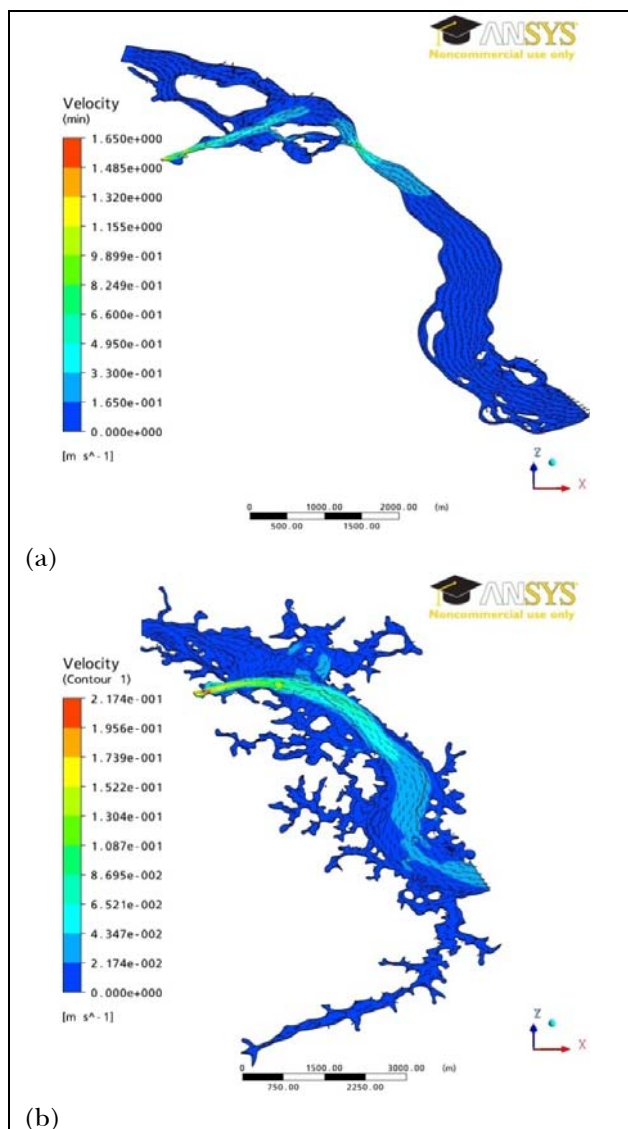 ANSYS
Noncommercial use only
Velocity
(min)
1.650e+000
1.485e+000
1.320e+000
1.155e+000
9.899e-001
8.249e-001
6.600e-001
4.950e-001
3.300e-001
1.650e-001
0.000e+000
[m s^-1]
Z
X
0 1000.00 2000.00 (m)
500.00 1500.00
(a)
ANSYS
Noncommercial use only
Velocity
(Contour 1)
2.174e-001
1.956e-001
1.739e-001
1.522e-001
1.304e-001
1.087e-001
8.695e-002
6.521e-002
4.347e-002
2.174e-002
0.000e+000
[m s^-1]
Z
X
0 1500.00 3000.00 (m)
750.00 2250.00
(b)